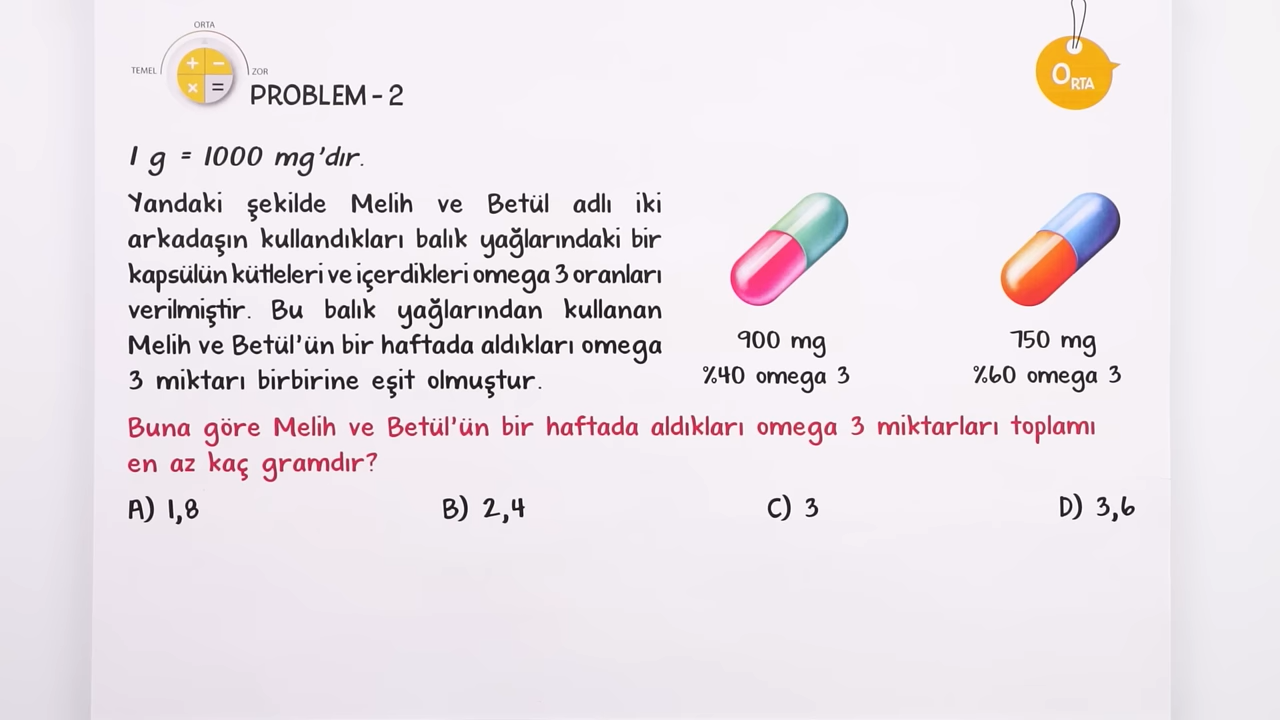 ORTA
TEMEL
ZOR
+ −
× =
PROBLEM - 2
ORTA
1 g = 1000 mg'dır.
Yandaki şekilde Melih ve Betül adlı iki
arkadaşın kullandıkları balık yağlarındaki bir
kapsülün kütleleri ve içerdikleri omega 3 oranları
verilmiştir. Bu balık yağlarından kullanan
Melih ve Betül'ün bir haftada aldıkları omega
3 miktarı birbirine eşit olmuştur.
900 mg
%40 omega 3
750 mg
%60 omega 3
Buna göre Melih ve Betül'ün bir haftada aldıkları omega 3 miktarları toplamı
en az kaç gramdır?
A) 1,8
B) 2,4
C) 3
D) 3,6